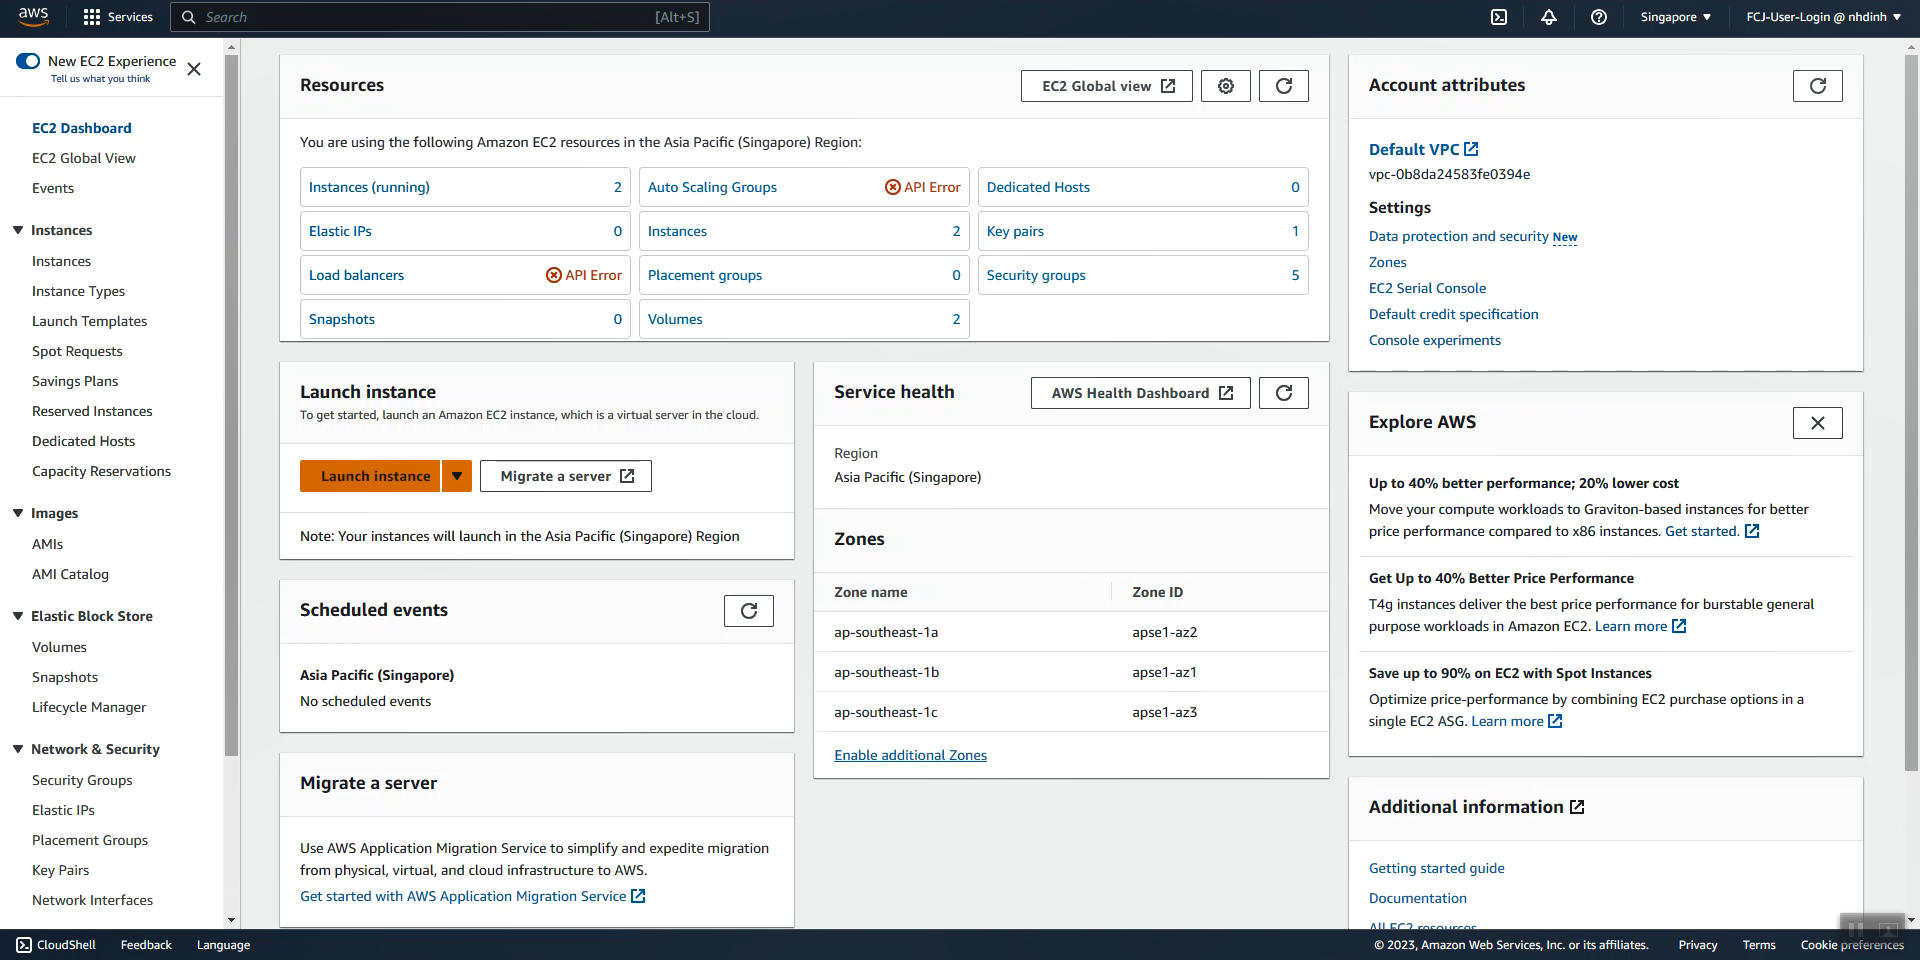 aws
Services
Search
[Alt+S]
Singapore
FCJ-User-Login @ nhdinh
New EC2 Experience
Tell us what you think
EC2 Dashboard
EC2 Global View
Events
Instances
Instances
Instance Types
Launch Templates
Spot Requests
Savings Plans
Reserved Instances
Dedicated Hosts
Capacity Reservations
Images
AMIs
AMI Catalog
Elastic Block Store
Volumes
Snapshots
Lifecycle Manager
Network & Security
Security Groups
Elastic IPs
Placement Groups
Key Pairs
Network Interfaces
Resources
EC2 Global view
You are using the following Amazon EC2 resources in the Asia Pacific (Singapore) Region:
Instances (running) 2
Auto Scaling Groups API Error
Dedicated Hosts 0
Elastic IPs 0
Instances 2
Key pairs 1
Load balancers API Error
Placement groups 0
Security groups 5
Snapshots 0
Volumes 2
Launch instance
To get started, launch an Amazon EC2 instance, which is a virtual server in the cloud.
Launch instance
Migrate a server
Note: Your instances will launch in the Asia Pacific (Singapore) Region
Scheduled events
Asia Pacific (Singapore)
No scheduled events
Migrate a server
Use AWS Application Migration Service to simplify and expedite migration
from physical, virtual, and cloud infrastructure to AWS.
Get started with AWS Application Migration Service
Service health
AWS Health Dashboard
Region
Asia Pacific (Singapore)
Zones
Zone name Zone ID
ap-southeast-1a apse1-az2
ap-southeast-1b apse1-az1
ap-southeast-1c apse1-az3
Enable additional Zones
Account attributes
Default VPC
vpc-0b8da24583fe0394e
Settings
Data protection and security New
Zones
EC2 Serial Console
Default credit specification
Console experiments
Explore AWS
Up to 40% better performance; 20% lower cost
Move your compute workloads to Graviton-based instances for better
price performance compared to x86 instances. Get started.
Get Up to 40% Better Price Performance
T4g instances deliver the best price performance for burstable general
purpose workloads in Amazon EC2. Learn more
Save up to 90% on EC2 with Spot Instances
Optimize price-performance by combining EC2 purchase options in a
single EC2 ASG. Learn more
Additional information
Getting started guide
Documentation
All EC2 resources
CloudShell
Feedback
Language
© 2023, Amazon Web Services, Inc. or its affiliates.
Privacy
Terms
Cookie preferences